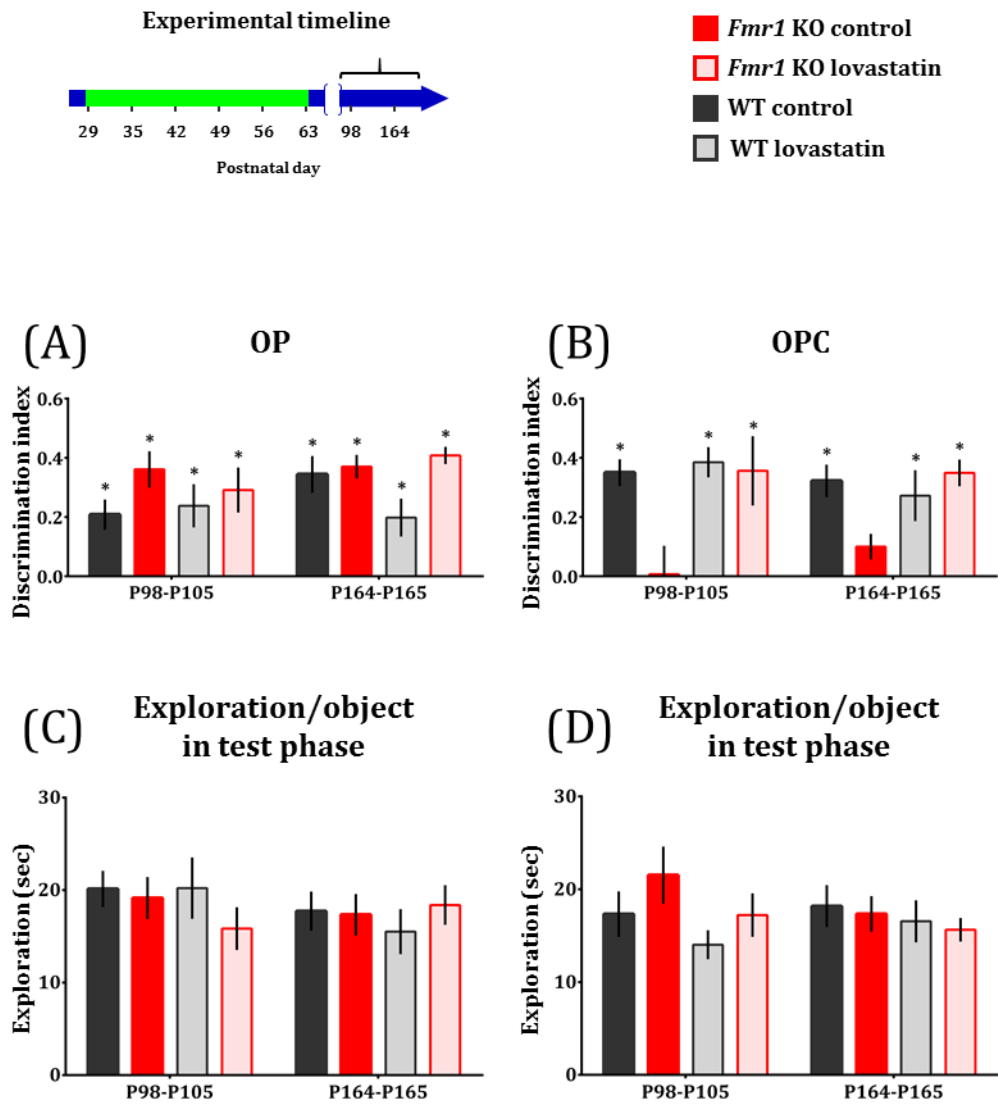 Experimental timeline
29 35 42 49 56 63 98 164
Postnatal day
Fmr1 KO control
Fmr1 KO lovastatin
WT control
WT lovastatin
(A) OP
Discrimination index
0.6
0.4
0.2
0.0
* * * * * * * *
P98-P105 P164-P165
(B) OPC
Discrimination index
0.6
0.4
0.2
0.0
* * * * * *
P98-P105 P164-P165
(C) Exploration/object
in test phase
Exploration (sec)
30
20
10
0
P98-P105 P164-P165
(D) Exploration/object
in test phase
Exploration (sec)
30
20
10
0
P98-P105 P164-P165